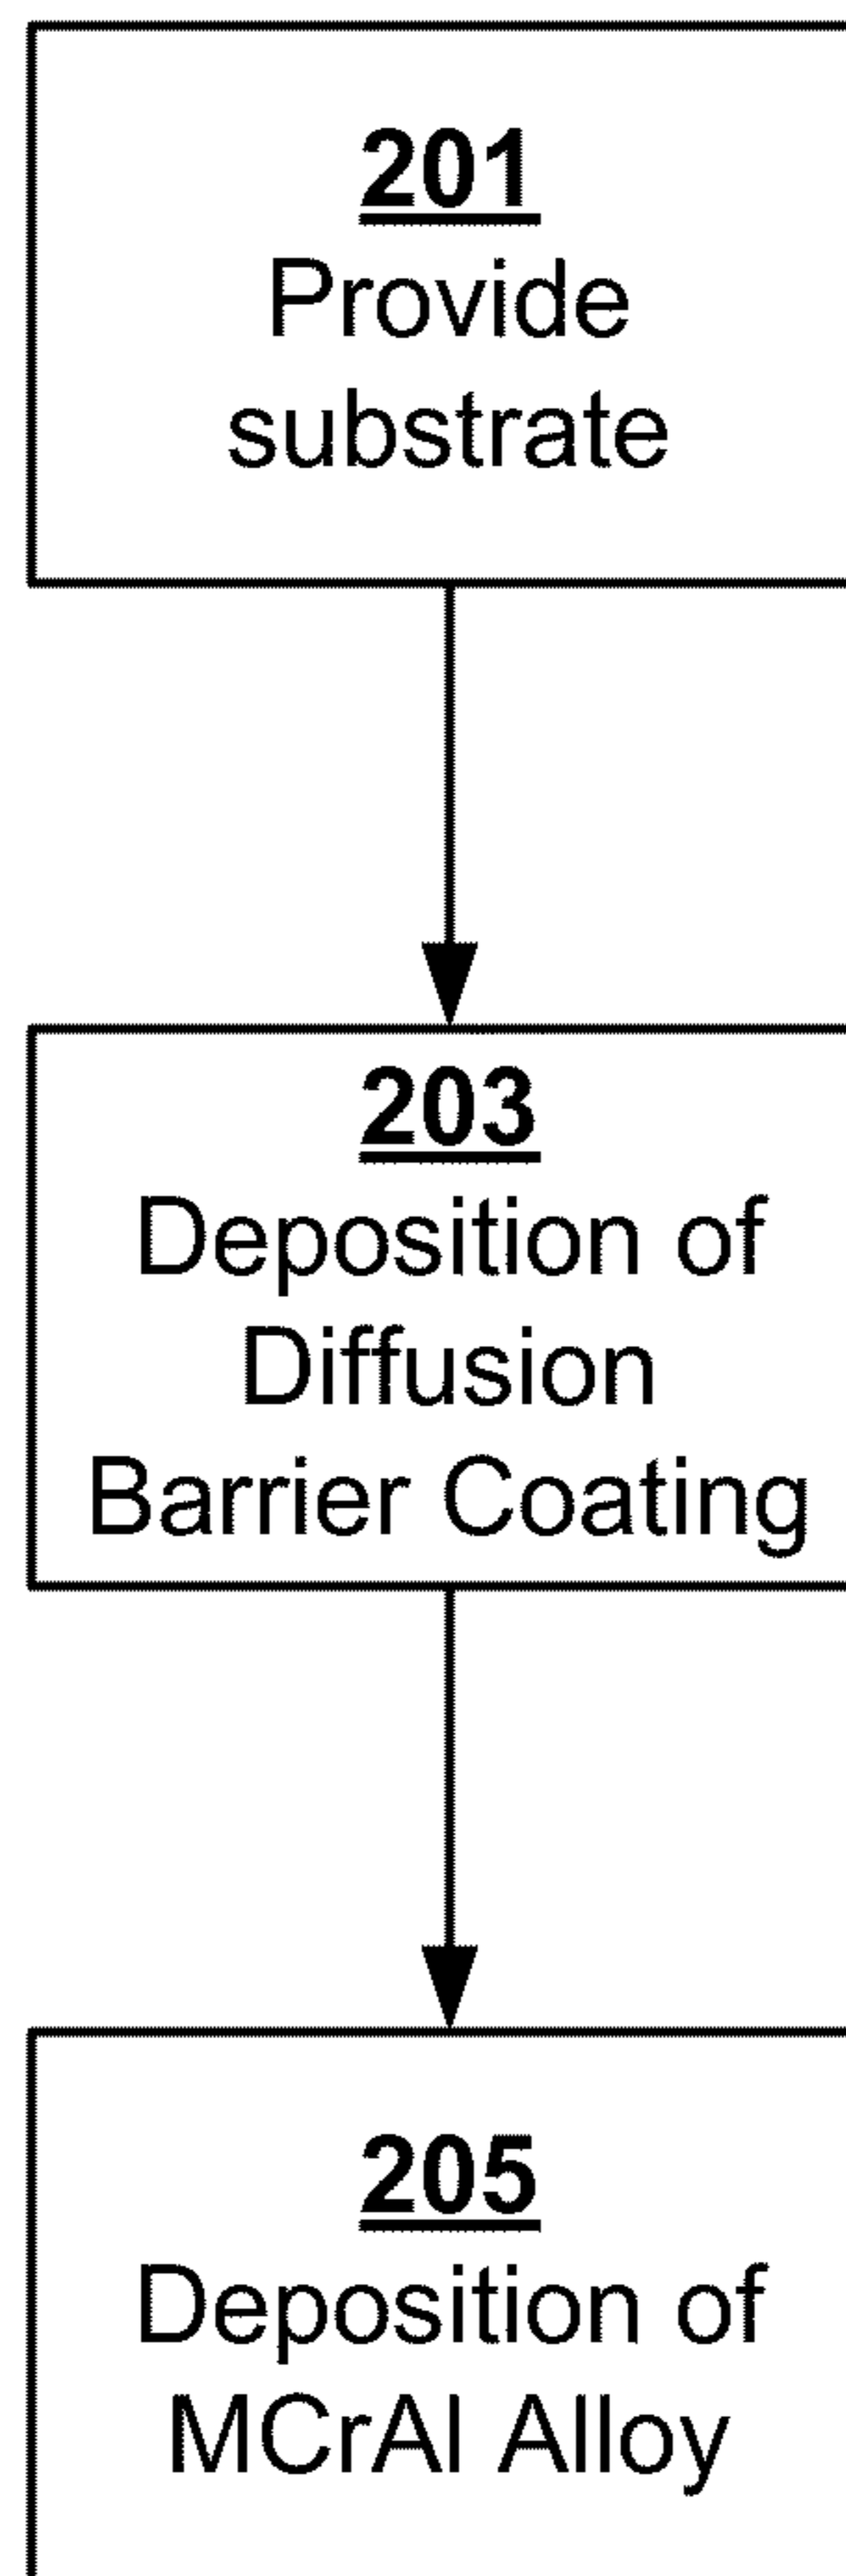 201
Provide
substrate
203
Deposition of
Diffusion
Barrier Coating
205
Deposition of
MCrAl Alloy